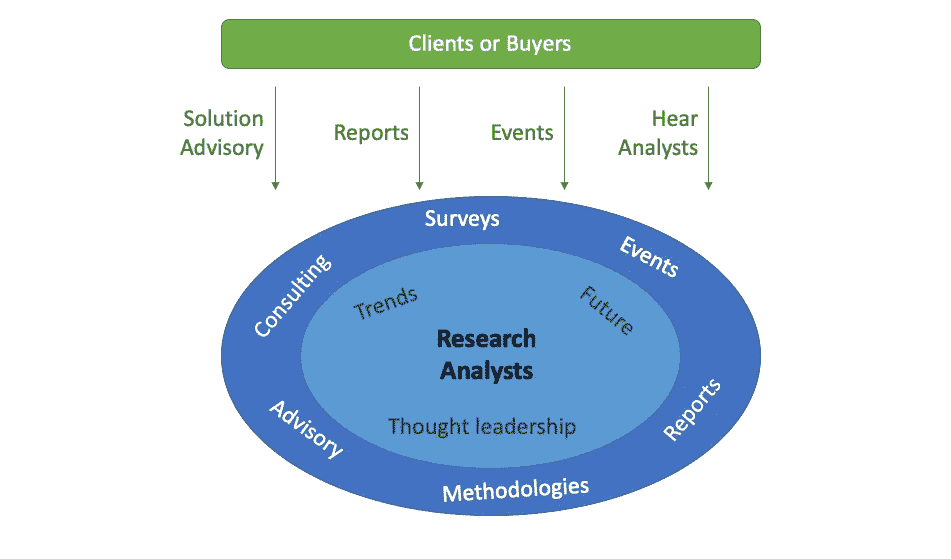 Clients or Buyers
Solution
Advisory
Reports
Events
Hear
Analysts
Surveys
Events
Consulting
Trends
Future
Research
Analysts
Reports
Advisory
Thought leadership
Methodologies